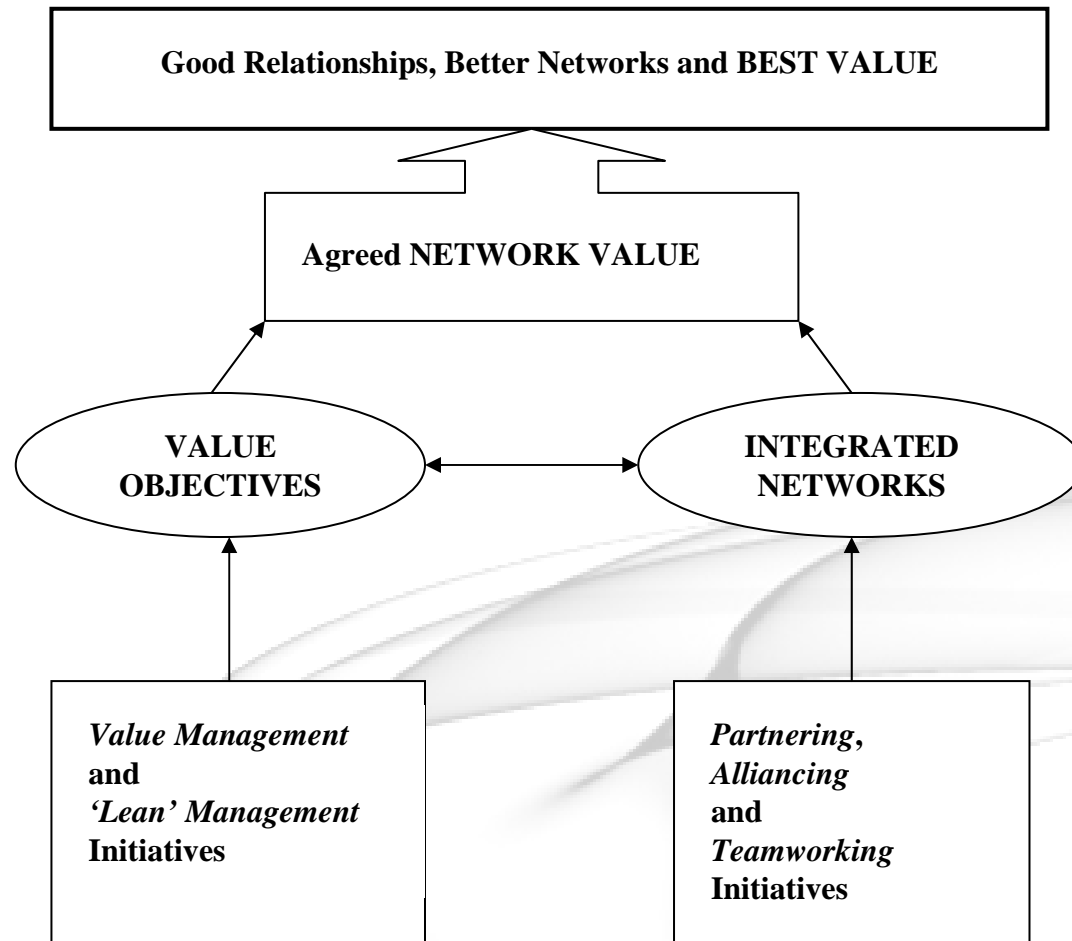 Good Relationships, Better Networks and BEST VALUE
Agreed NETWORK VALUE
VALUE
OBJECTIVES
INTEGRATED
NETWORKS
Value Management
and
‘Lean’ Management
Initiatives
Partnering,
Alliancing
and
Teamworking
Initiatives